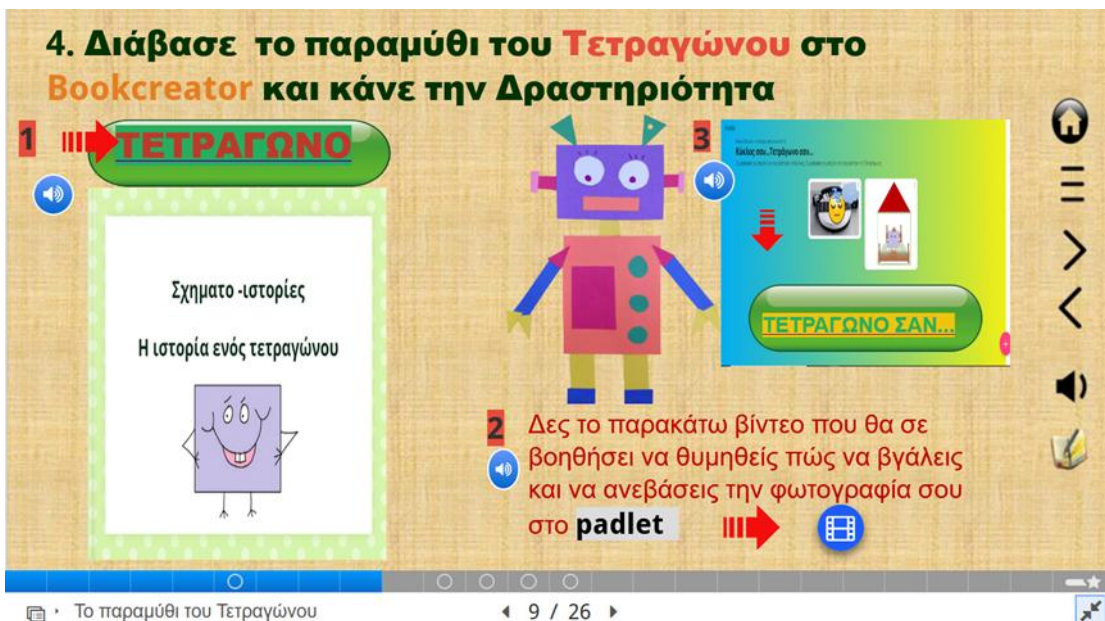 4. Διάβασε το παραμύθι του Τετραγώνου στο
Bookcreator και κάνε την Δραστηριότητα
1
ΤΕΤΡΑΓΩΝΟ
Σχηματο -ιστορίες
Η ιστορία ενός τετραγώνου
3
Κύκλος σαν...Τετράγωνο σαν...
ΤΕΤΡΑΓΩΝΟ ΣΑΝ...
2
Δες το παρακάτω βίντεο που θα σε
βοηθήσει να θυμηθείς πώς να βγάλεις
και να ανεβάσεις την φωτογραφία σου
στο padlet
Το παραμύθι του Τετραγώνου
9 / 26